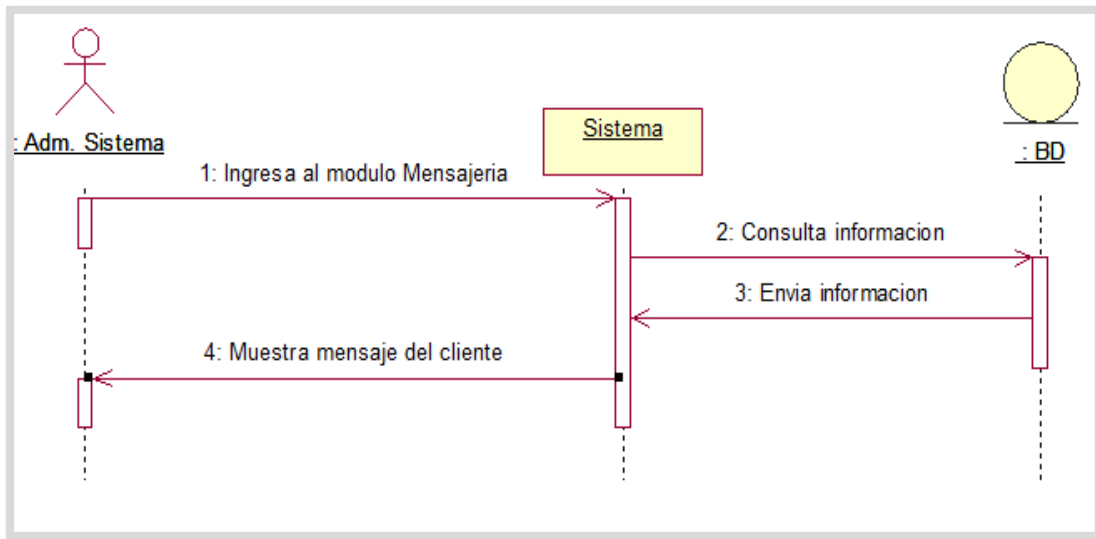 : Adm. Sistema
Sistema
: BD
1: Ingresa al modulo Mensajeria
2: Consulta informacion
3: Envia informacion
4: Muestra mensaje del cliente